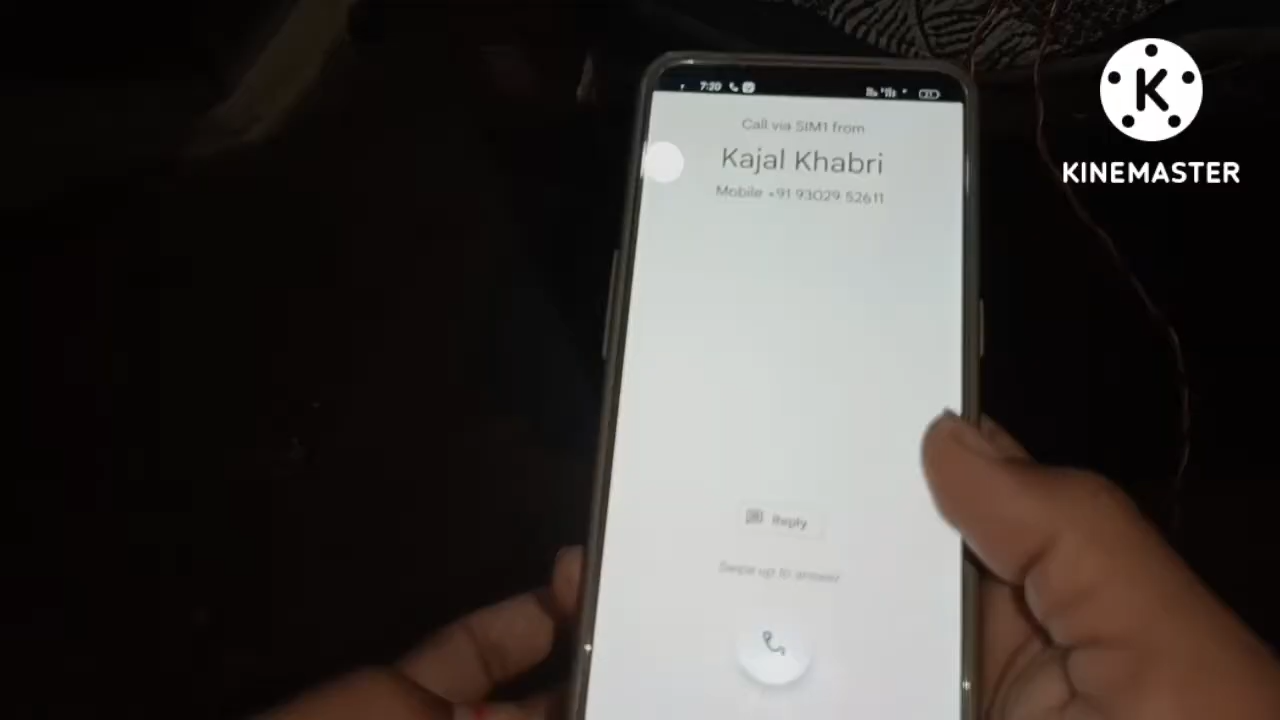 7:20
Call via SIM1 from
Kajal Khabri
Mobile +91 93029 52611
Reply
Swipe up to answer
K
KINEMASTER